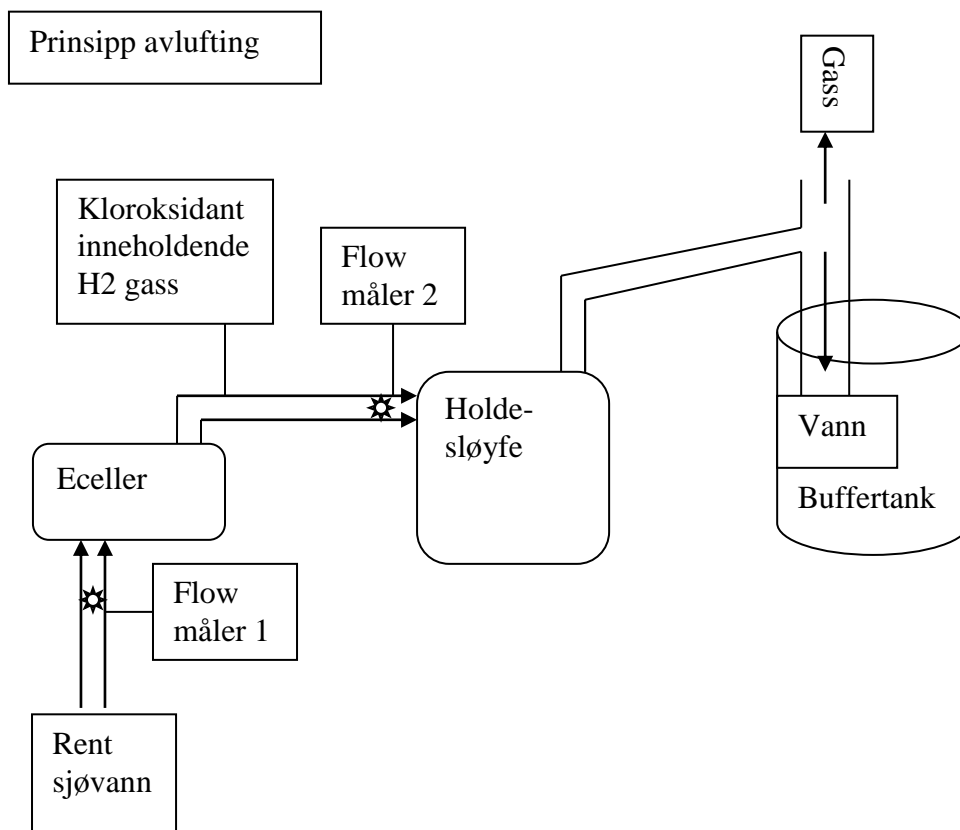 Prinsipp avlufting
Gass
Kloroksidant
inneholdende
H2 gass
Flow
måler 2
Holde-
sløyfe
Vann
Eceller
Buffertank
Flow
måler 1
Rent
sjøvann